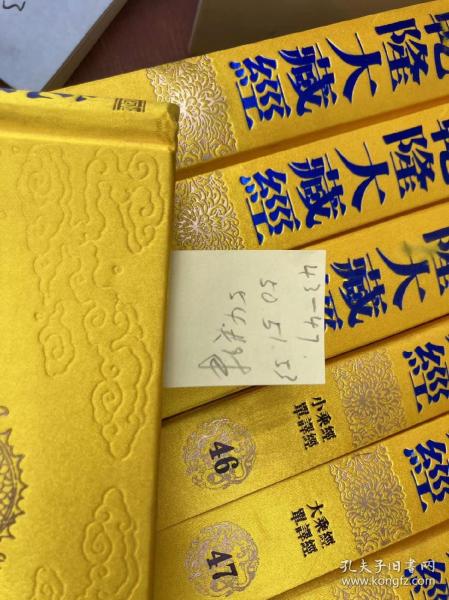 乾隆大藏經
乾隆大藏經
隆大藏經
經
小乘經
單譯經
46
經
大乘經
單譯經
47
經
43-47.
50 51. 53
孔夫子旧书网
www.kongfz.com